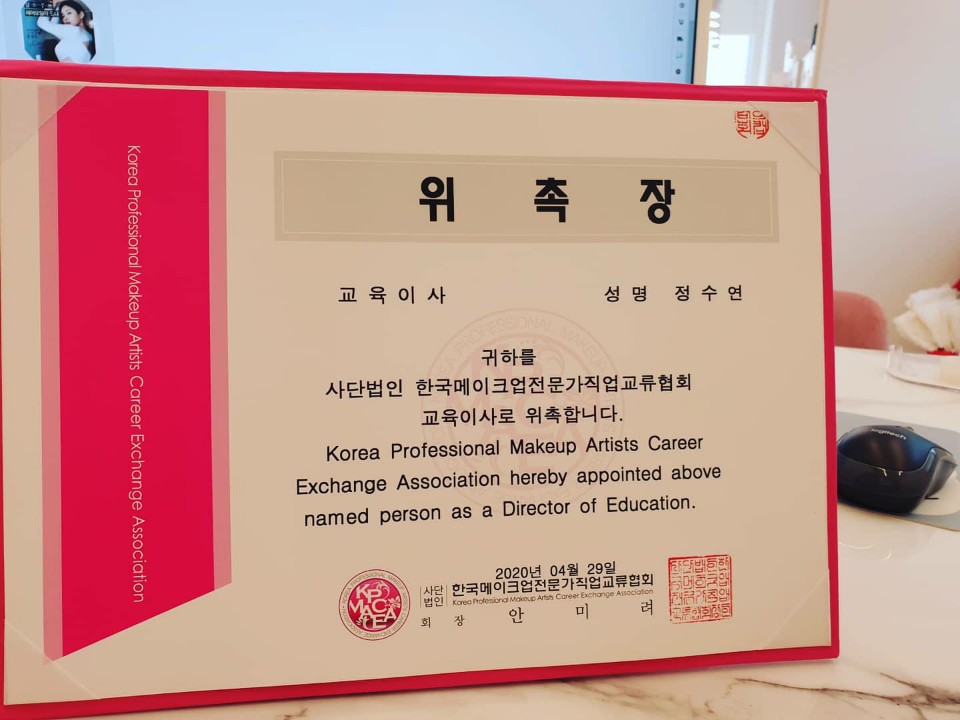 Korea Professional Makeup Artists Career Exchange Association
위 촉 장
교 육 이 사 성 명 정 수 연
귀하를
사단법인 한국메이크업전문가직업교류협회
교육이사로 위촉합니다.
Korea Professional Makeup Artists Career
Exchange Association hereby appointed above
named person as a Director of Education.
2020년 04월 29일
사단
법인
한국메이크업전문가직업교류협회
Korea Professional Makeup Artists Career Exchange Association
회 장 안 미 려
KP
MAC
EA
logitech